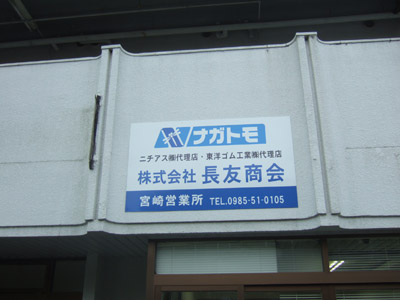 ナガトモ
ニチアス㈱代理店・東洋ゴム工業㈱代理店
株式会社 長友商会
宮崎営業所 TEL.0985-51-0105